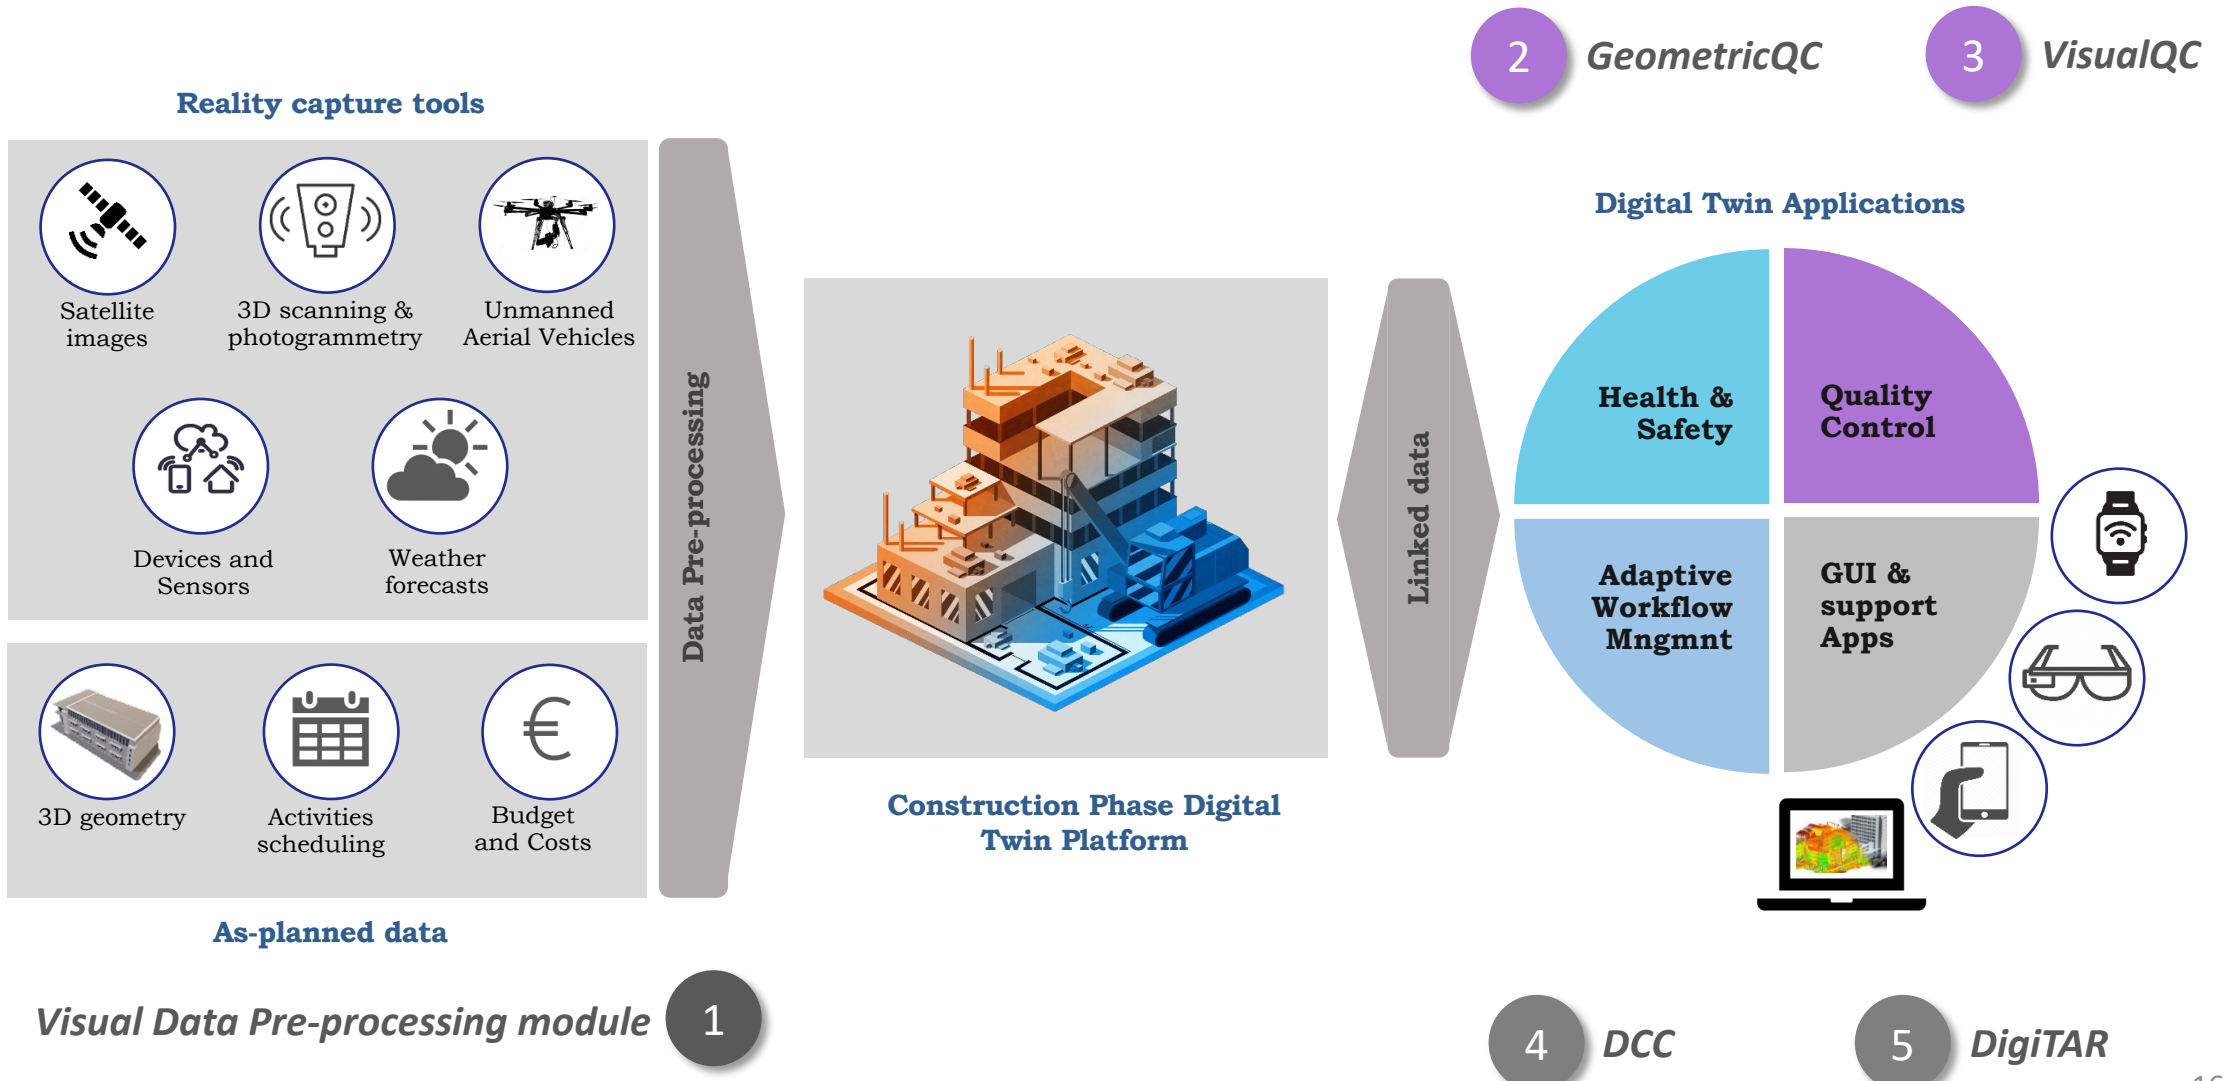 2
GeometricQC
3
VisualQC
Reality capture tools
Satellite
images
3D scanning &
photogrammetry
Unmanned
Aerial Vehicles
Devices and
Sensors
Weather
forecasts
3D geometry
Activities
scheduling
€
Budget
and Costs
As-planned data
Data Pre-processing
Construction Phase Digital
Twin Platform
Linked data
Digital Twin Applications
Health &
Safety
Quality
Control
Adaptive
Workflow
Mngmnt
GUI &
support
Apps
Visual Data Pre-processing module
1
4
DCC
5
DigiTAR